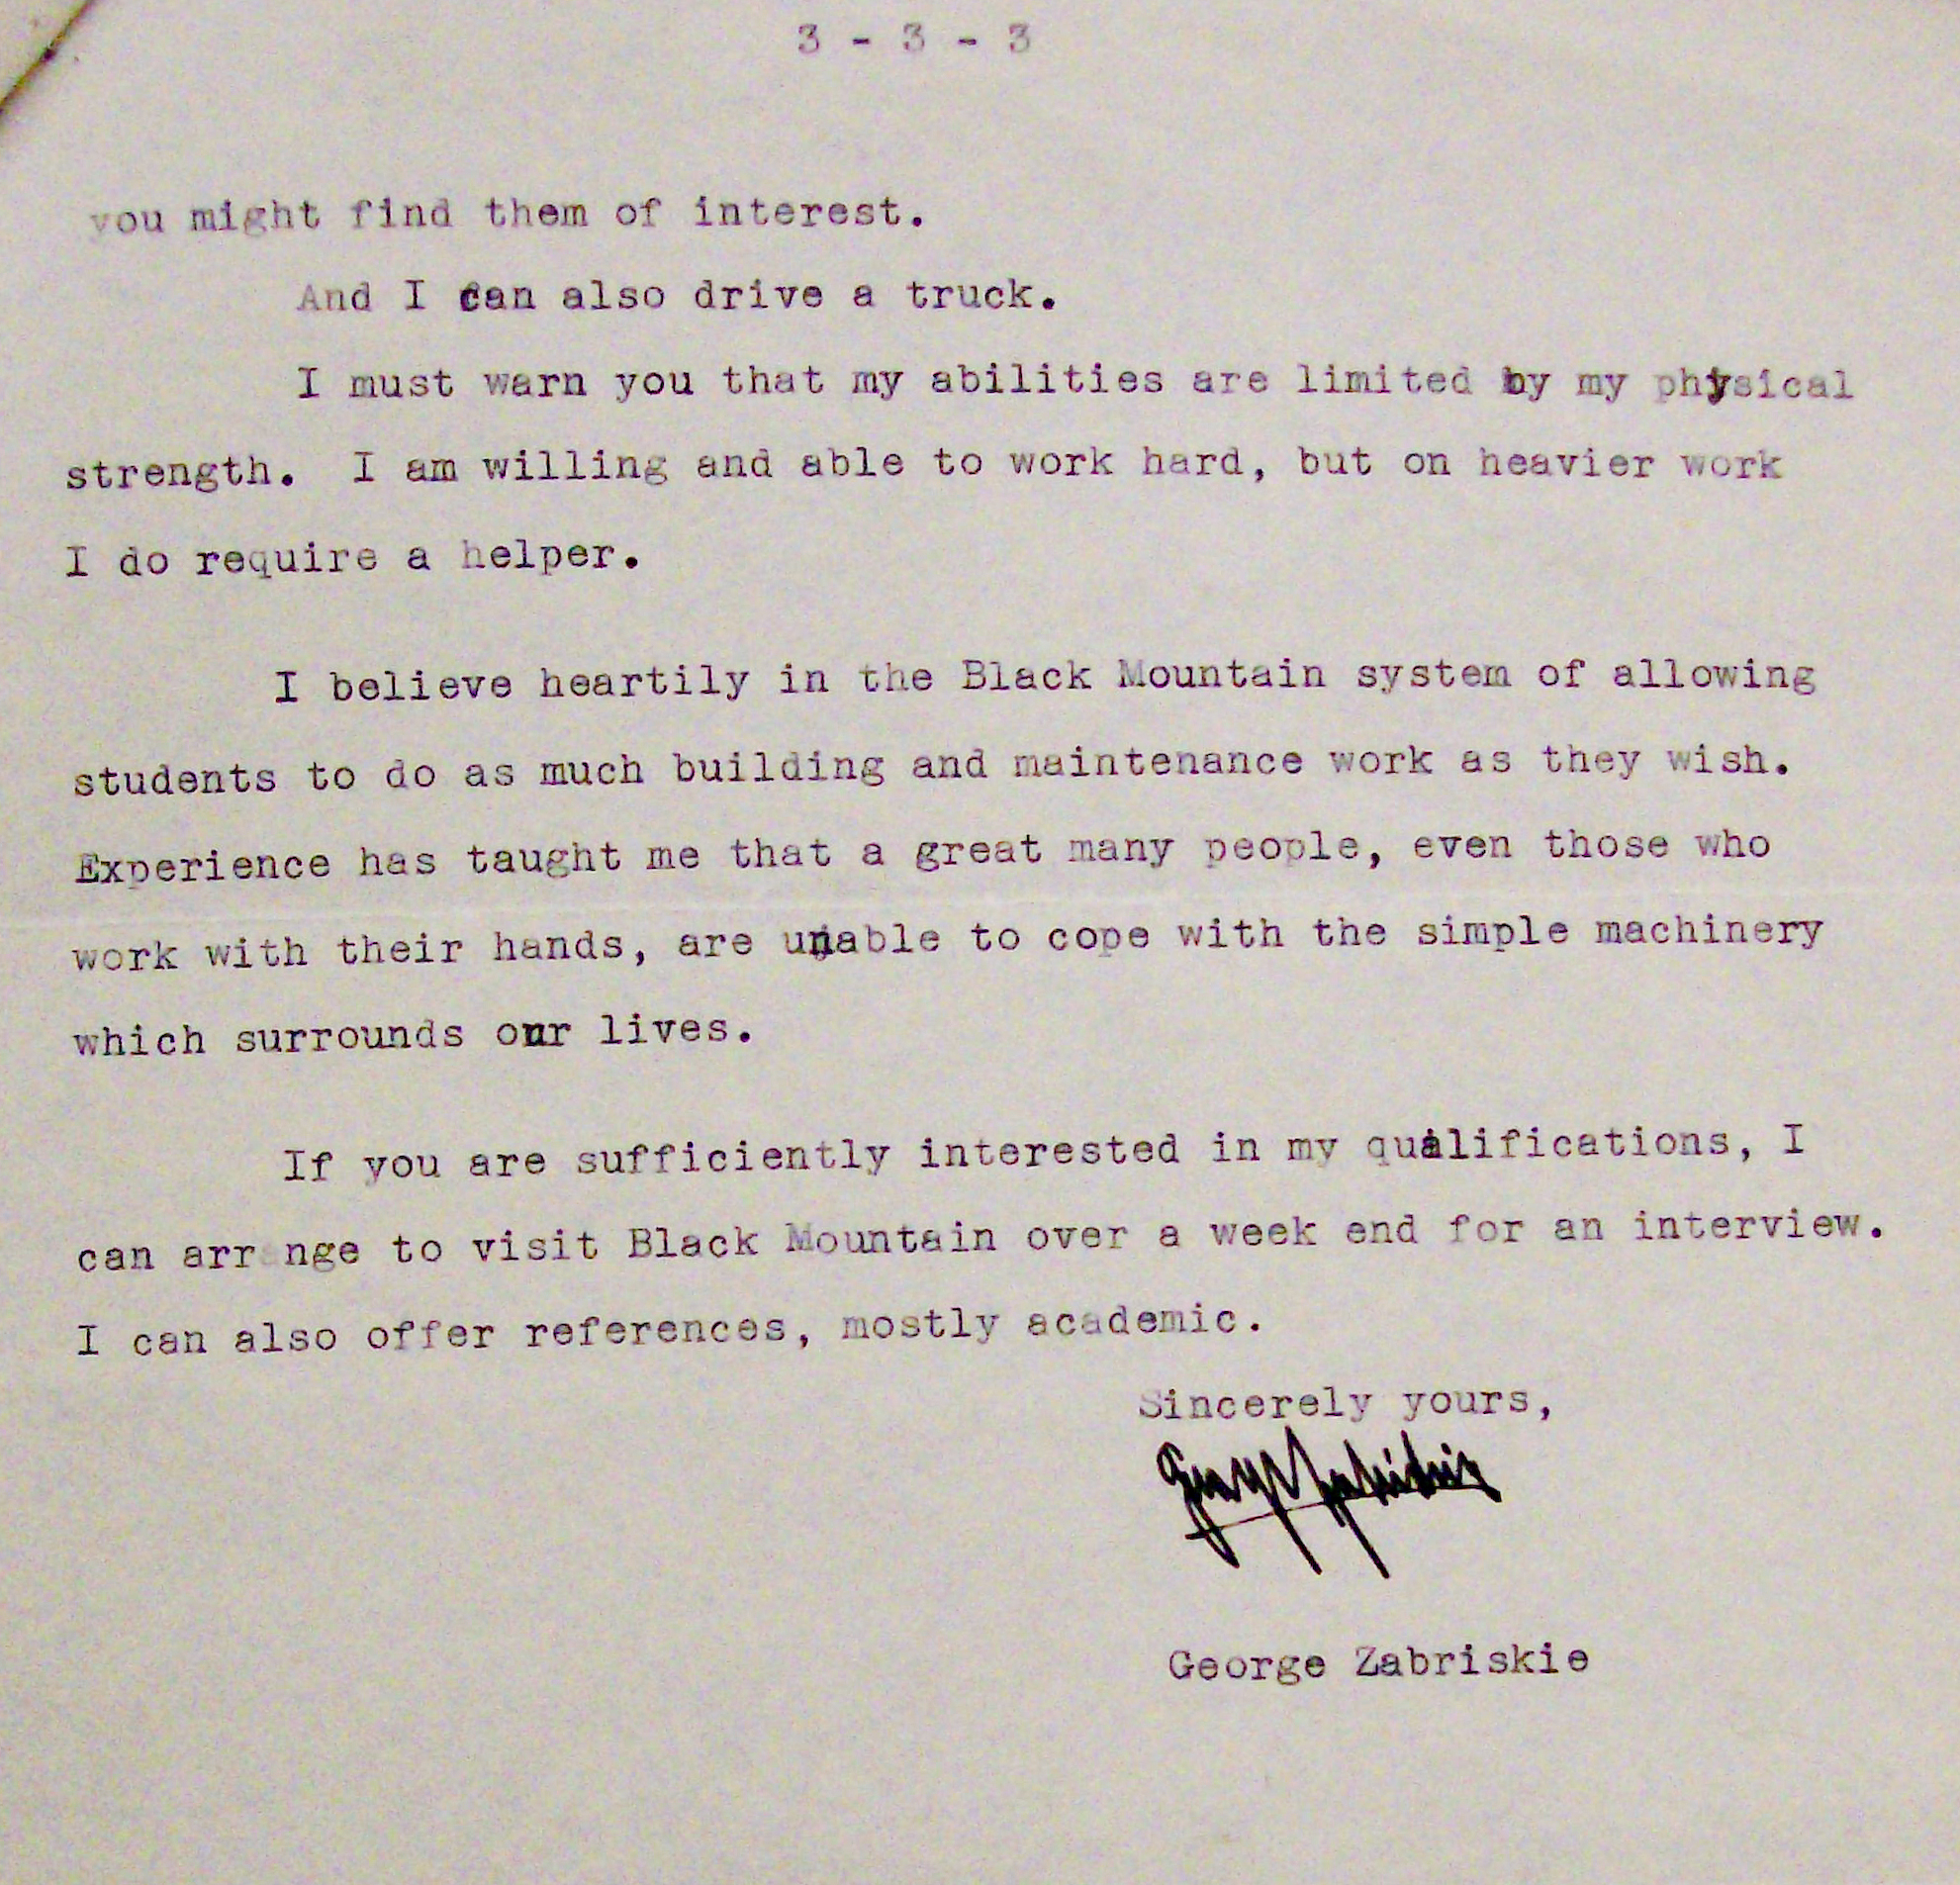 3 - 3 - 3
you might find them of interest.
And I can also drive a truck.
I must warn you that my abilities are limited by my physical
strength. I am willing and able to work hard, but on heavier work
I do require a helper.
I believe heartily in the Black Mountain system of allowing
students to do as much building and maintenance work as they wish.
Experience has taught me that a great many people, even those who
work with their hands, are unable to cope with the simple machinery
which surrounds our lives.
If you are sufficiently interested in my qualifications, I
can arrange to visit Black Mountain over a week end for an interview.
I can also offer references, mostly academic.
Sincerely yours,
George Zabriskie
George Zabriskie